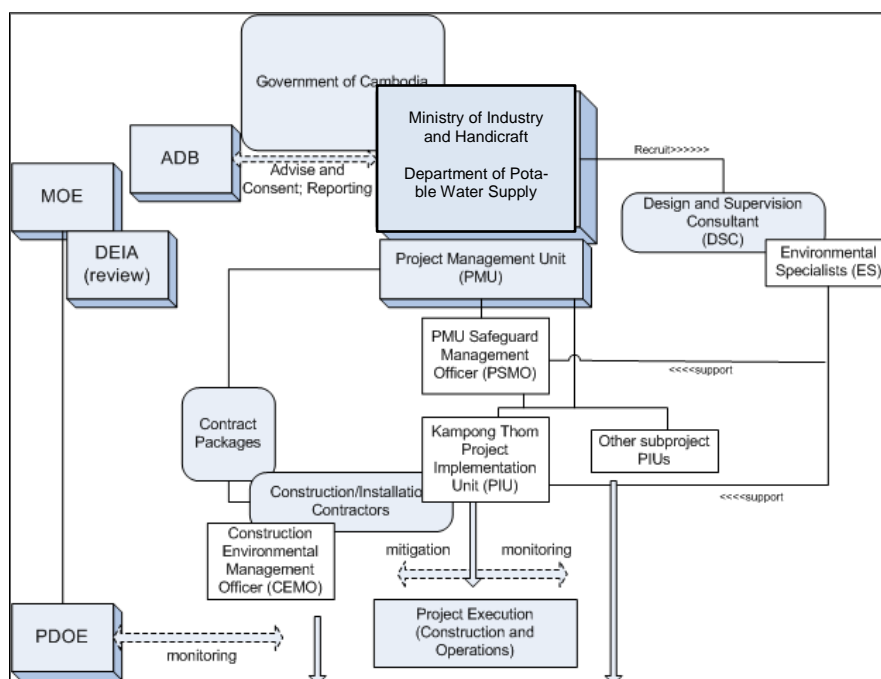 Government of Cambodia
Ministry of Industry
and Handicraft
Department of Pota-
ble Water Supply
Recruit>>>>>>
ADB
Advise and
Consent; Reporting
MOE
DEIA
(review)
Design and Supervision
Consultant
(DSC)
Environmental
Specialists (ES)
Project Management Unit
(PMU)
PMU Safeguard
Management
Officer (PSMO)
<<<<support
Contract
Packages
Kampong Thom
Project
Implementation
Unit (PIU)
Other subproject
PIUs
Construction/Installation
Contractors
<<<<support
Construction
Environmental
Management
Officer (CEMO)
mitigation
monitoring
Project Execution
(Construction and
Operations)
PDOE
monitoring